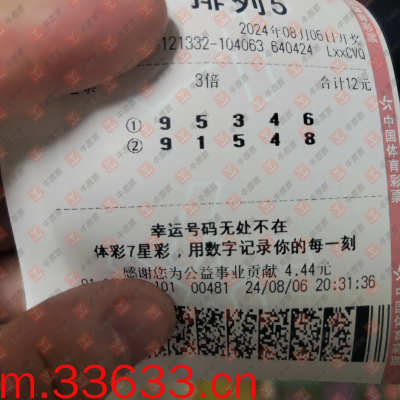 排列5
2024年08月06日开奖
121332-104063 640424 LxxCVQ
3倍 合计12元
① 9 5 3 4 6
② 9 1 5 4 8
幸运号码无处不在
体彩7星彩，用数字记录你的每一刻
感谢您为公益事业贡献 4.44元
101 00481 24/08/06 20:31:36
中国体育彩票
m.33633.cn